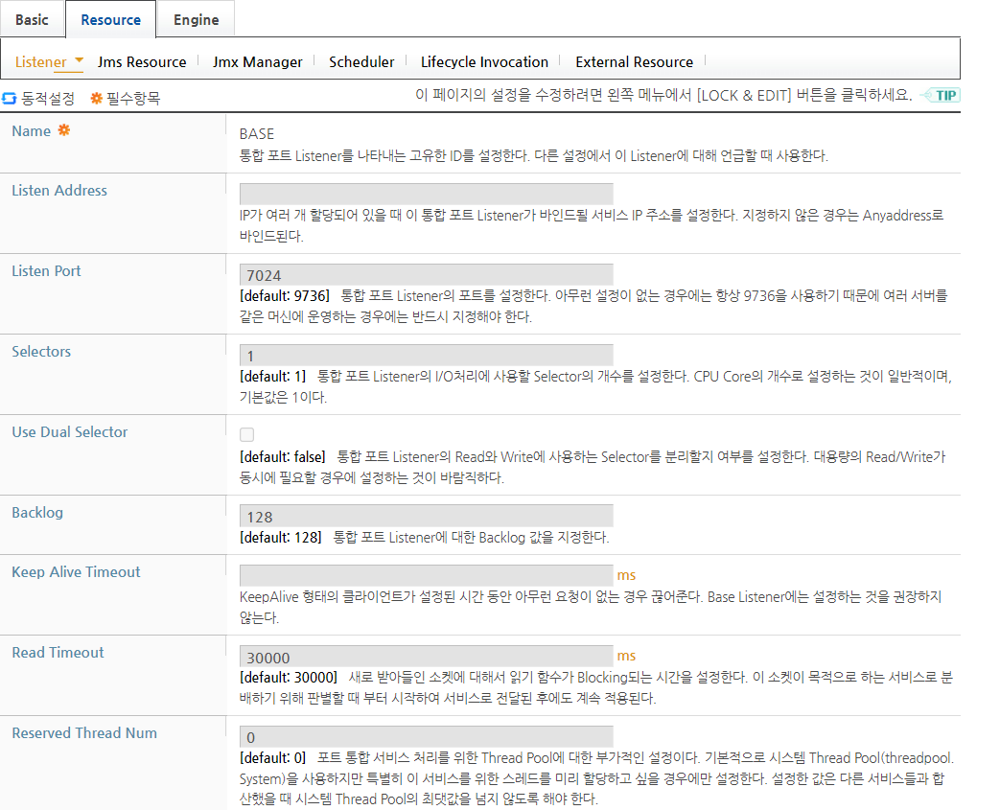 Basic Resource Engine
Listener Jms Resource Jmx Manager Scheduler Lifecycle Invocation External Resource
동적설정 필수항목 이 페이지의 설정을 수정하려면 왼쪽 메뉴에서 [LOCK & EDIT] 버튼을 클릭하세요. TIP
Name BASE
통합 포트 Listener를 나타내는 고유한 ID를 설정한다. 다른 설정에서 이 Listener에 대해 언급할 때 사용한다.
Listen Address
IP가 여러 개 할당되어 있을 때 이 통합 포트 Listener가 바인드될 서비스 IP 주소를 설정한다. 지정하지 않은 경우는 Anyaddress로
바인드된다.
Listen Port 7024
[default: 9736] 통합 포트 Listener의 포트를 설정한다. 아무런 설정이 없는 경우에는 항상 9736을 사용하기 때문에 여러 서버를
같은 머신에 운영하는 경우에는 반드시 지정해야 한다.
Selectors 1
[default: 1] 통합 포트 Listener의 I/O처리에 사용할 Selector의 개수를 설정한다. CPU Core의 개수로 설정하는 것이 일반적이며,
기본값은 1이다.
Use Dual Selector
[default: false] 통합 포트 Listener의 Read와 Write에 사용하는 Selector를 분리할지 여부를 설정한다. 대용량의 Read/Write가
동시에 필요할 경우에 설정하는 것이 바람직하다.
Backlog 128
[default: 128] 통합 포트 Listener에 대한 Backlog 값을 지정한다.
Keep Alive Timeout ms
KeepAlive 형태의 클라이언트가 설정된 시간 동안 아무런 요청이 없는 경우 끊어준다. Base Listener에는 설정하는 것을 권장하지
않는다.
Read Timeout 30000 ms
[default: 30000] 새로 받아들인 소켓에 대해서 읽기 함수가 Blocking되는 시간을 설정한다. 이 소켓이 목적으로 하는 서비스로 분
배하기 위해 판별할 때 부터 시작하여 서비스로 전달된 후에도 계속 적용된다.
Reserved Thread Num 0
[default: 0] 포트 통합 서비스 처리를 위한 Thread Pool에 대한 부가적인 설정이다. 기본적으로 시스템 Thread Pool(threadpool.
System)을 사용하지만 특별히 이 서비스를 위한 스레드를 미리 할당하고 싶을 경우에만 설정한다. 설정한 값은 다른 서비스들과 합
산했을 때 시스템 Thread Pool의 최댓값을 넘지 않도록 해야 한다.